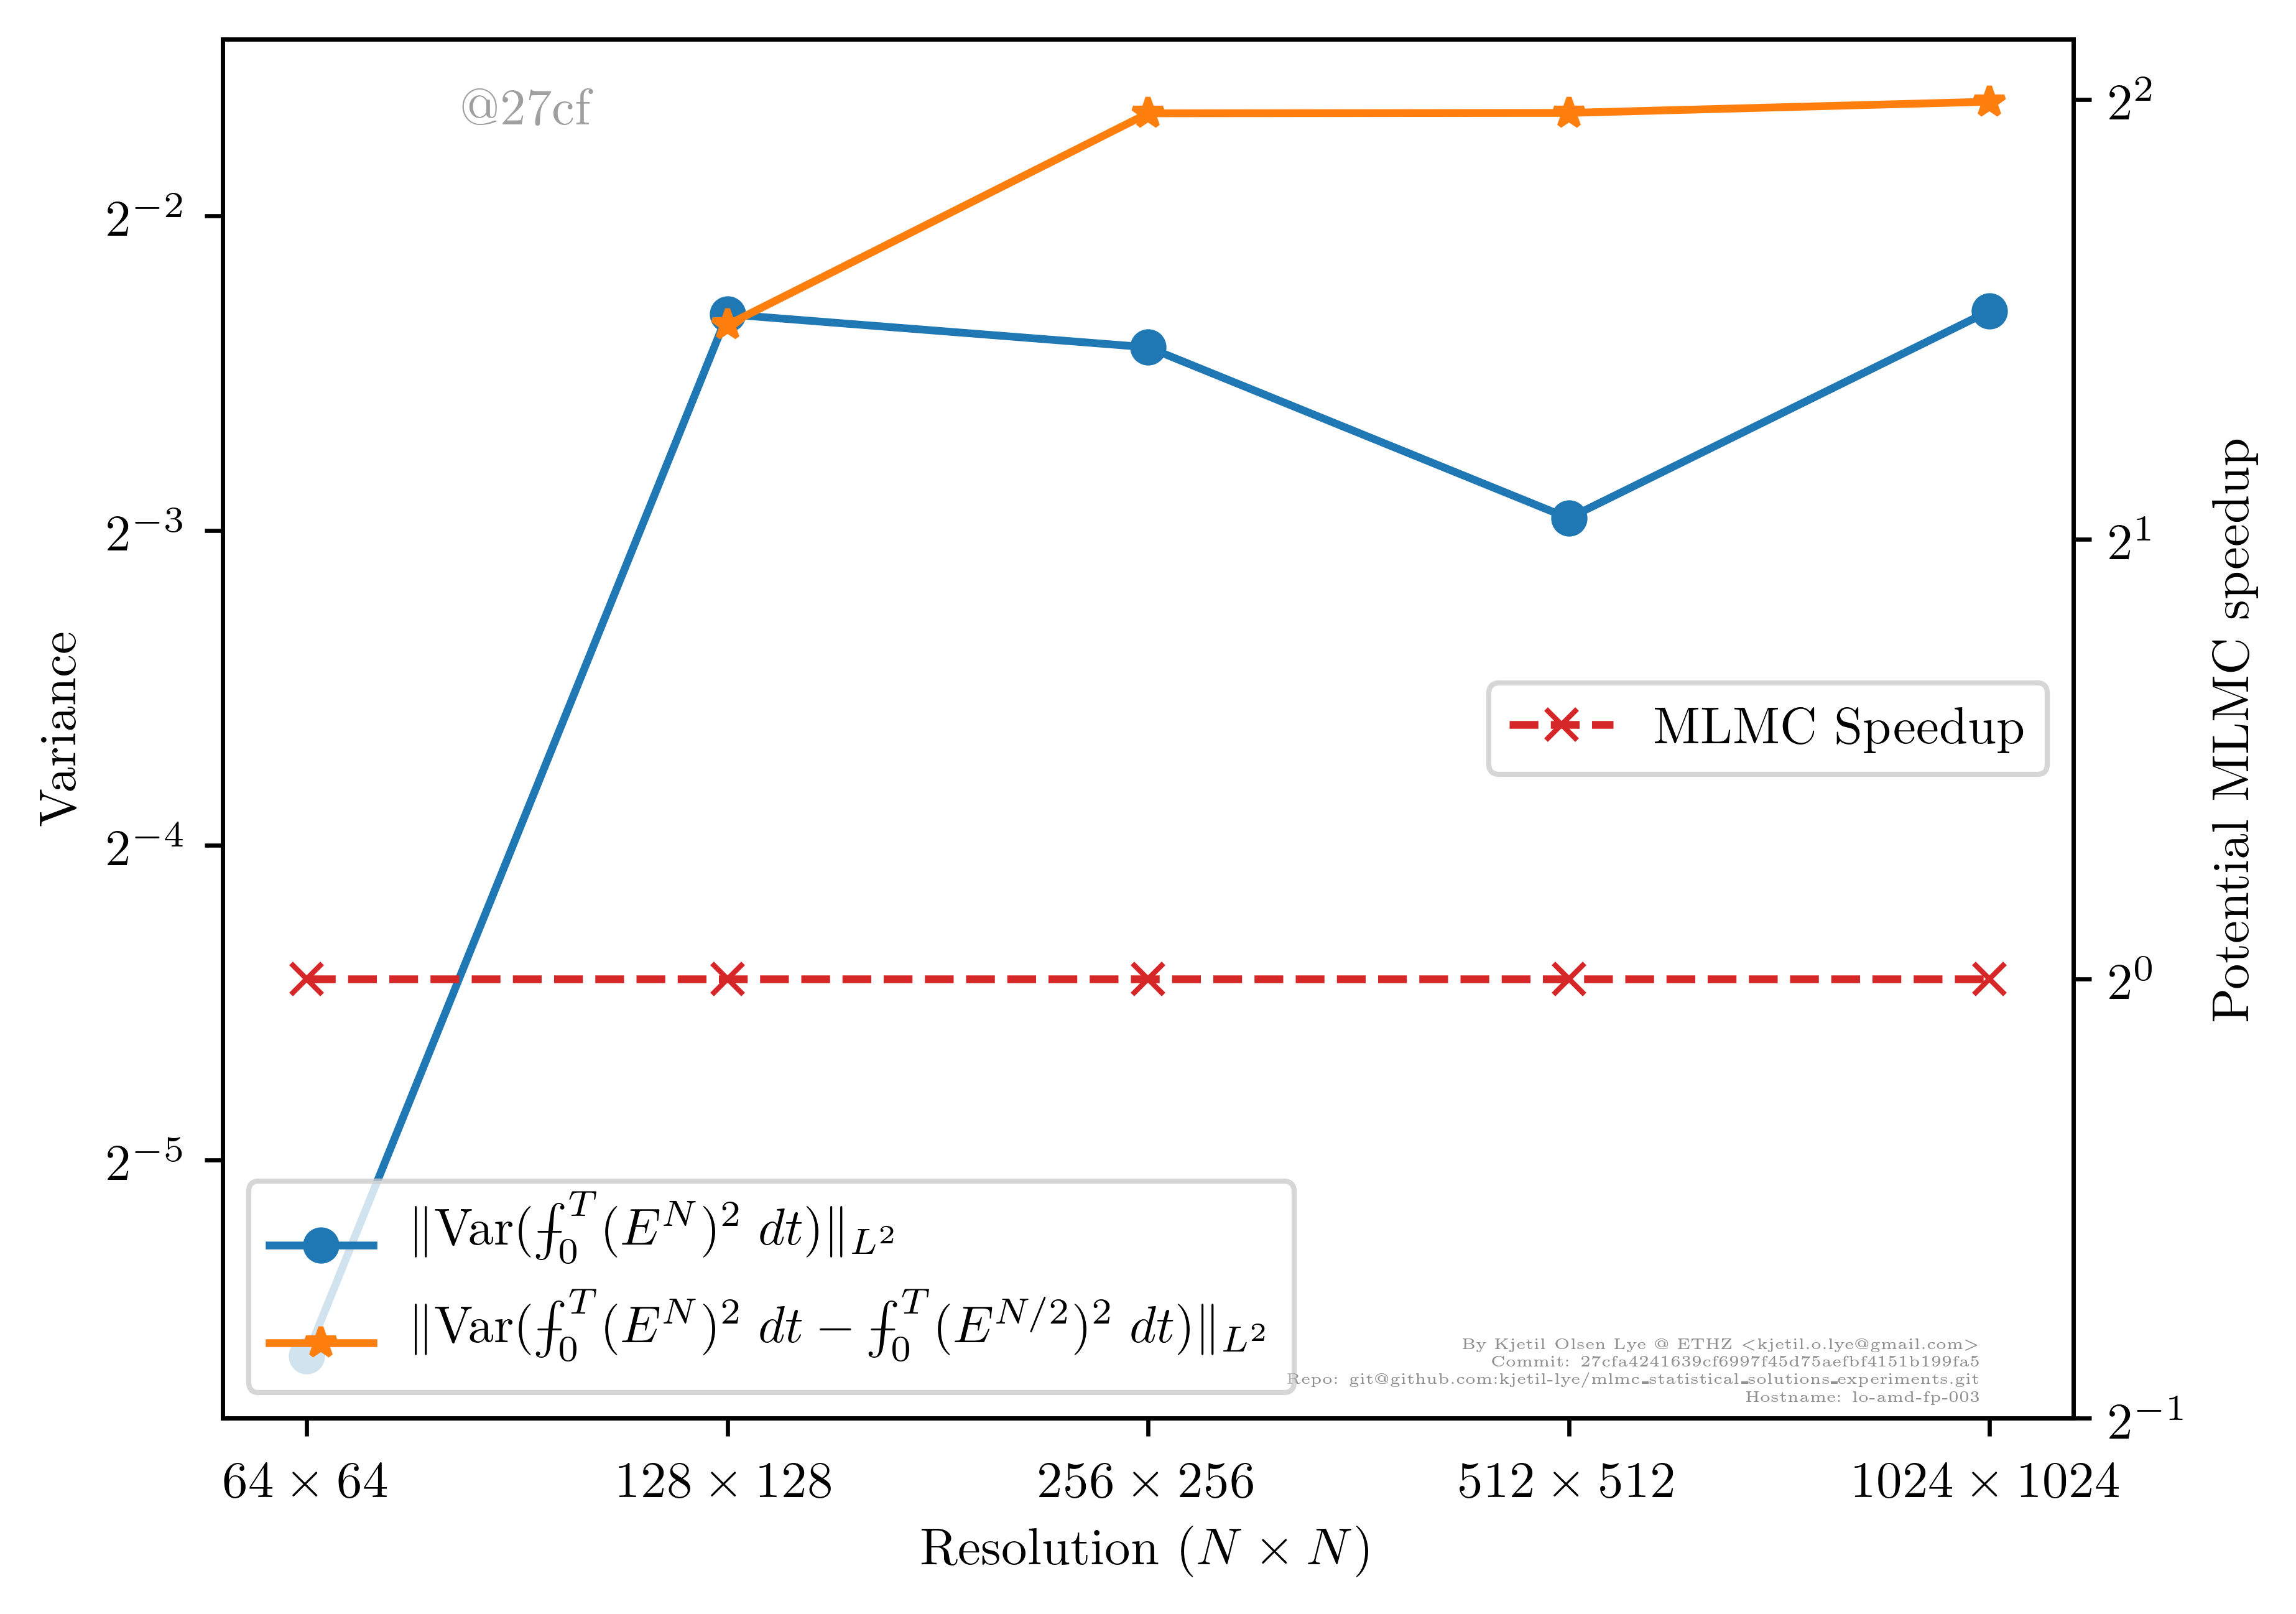 @27cf
2^{-2}
2^{-3}
2^{-4}
2^{-5}
Variance
2^2
2^1
2^0
2^{-1}
Potential MLMC speedup
MLMC Speedup
‖Var(⨍_0^T (E^N)^2 dt)‖_{L^2}
‖Var(⨍_0^T (E^N)^2 dt − ⨍_0^T (E^{N/2})^2 dt)‖_{L^2}
By Kjetil Olsen Lye @ ETHZ <kjetil.o.lye@gmail.com>
Commit: 27cfa4241639cf6997f45d75aefbf4151b199fa5
Repo: git@github.com:kjetil-lye/mlmc_statistical_solutions_experiments.git
Hostname: lo-amd-fp-003
64 × 64 128 × 128 256 × 256 512 × 512 1024 × 1024
Resolution (N × N)